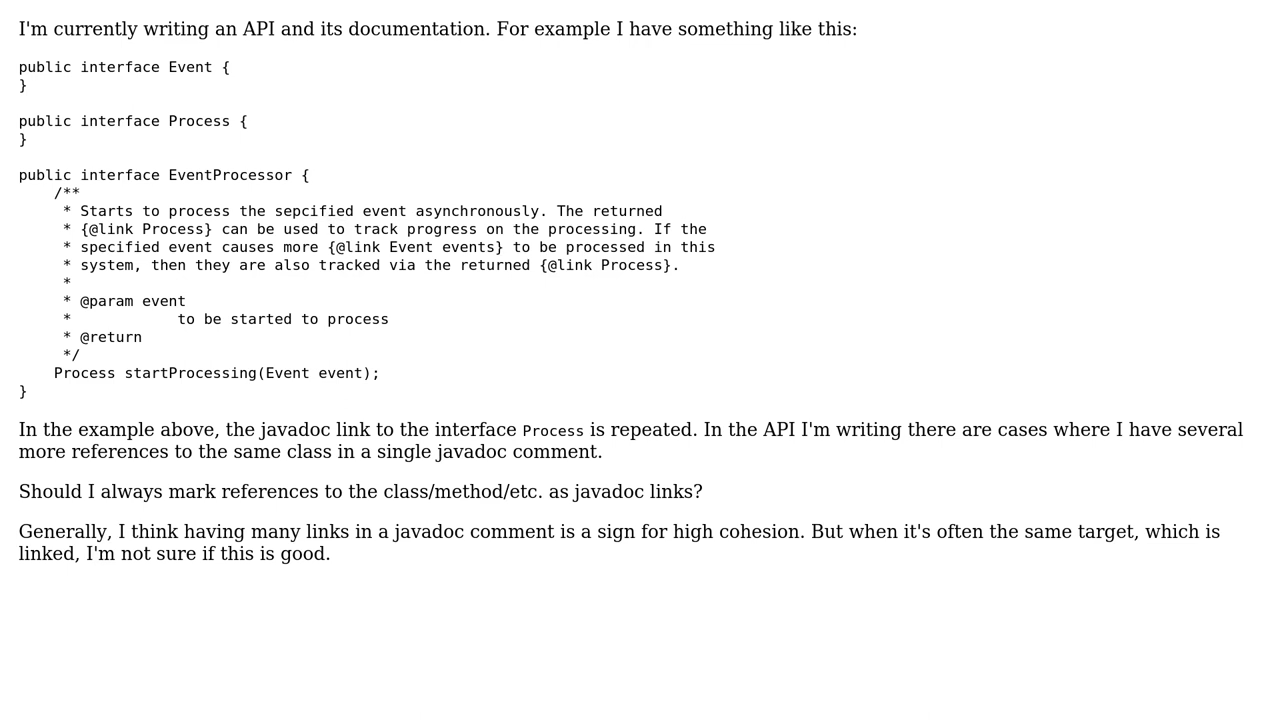 I'm currently writing an API and its documentation. For example I have something like this:
public interface Event {
}
public interface Process {
}
public interface EventProcessor {
    /**
     * Starts to process the sepcified event asynchronously. The returned
     * {@link Process} can be used to track progress on the processing. If the
     * specified event causes more {@link Event events} to be processed in this
     * system, then they are also tracked via the returned {@link Process}.
     *
     * @param event
     *            to be started to process
     * @return
     */
    Process startProcessing(Event event);
}
In the example above, the javadoc link to the interface Process is repeated. In the API I'm writing there are cases where I have several
more references to the same class in a single javadoc comment.
Should I always mark references to the class/method/etc. as javadoc links?
Generally, I think having many links in a javadoc comment is a sign for high cohesion. But when it's often the same target, which is
linked, I'm not sure if this is good.